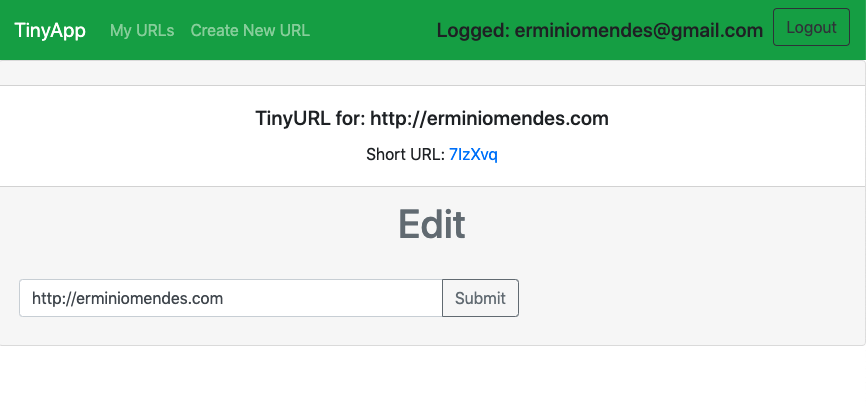 TinyApp My URLs Create New URL Logged: erminiomendes@gmail.com Logout
TinyURL for: http://erminiomendes.com
Short URL: 7IzXvq
Edit
http://erminiomendes.com Submit